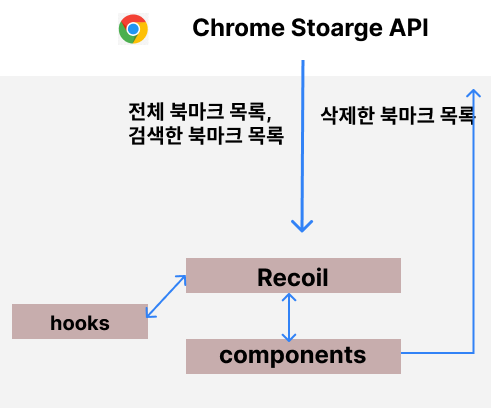 Chrome Stoarge API
전체 북마크 목록,
검색한 북마크 목록
삭제한 북마크 목록
Recoil
hooks
components